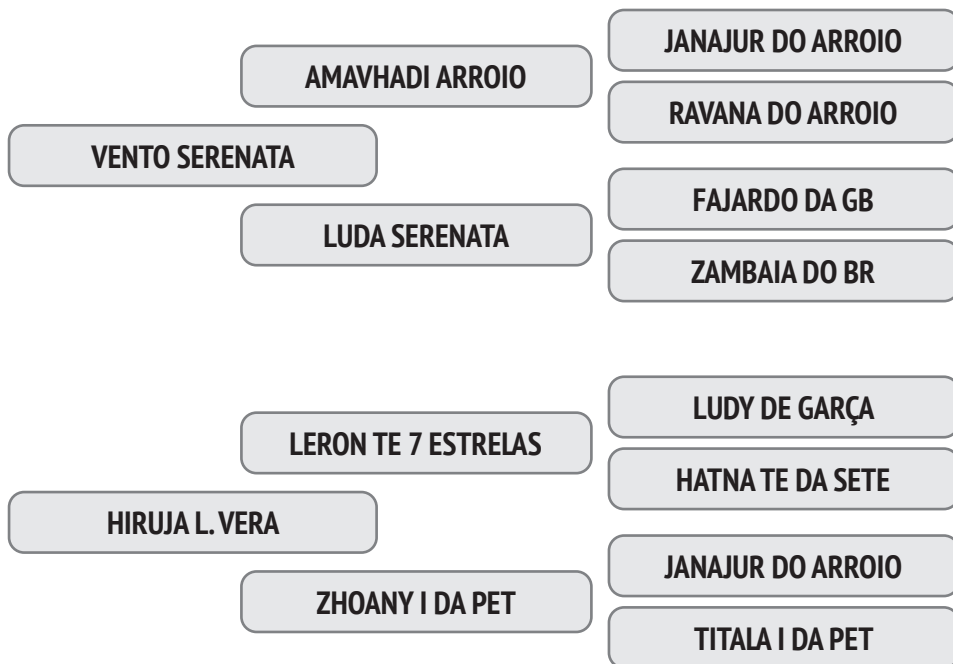 JANAJUR DO ARROIO
AMAVHADI ARROIO
RAVANA DO ARROIO
VENTO SERENATA
FAJARDO DA GB
LUDA SERENATA
ZAMBAIA DO BR
LUDY DE GARÇA
LERON TE 7 ESTRELAS
HATNA TE DA SETE
HIRUJA L. VERA
JANAJUR DO ARROIO
ZHOANY I DA PET
TITALA I DA PET